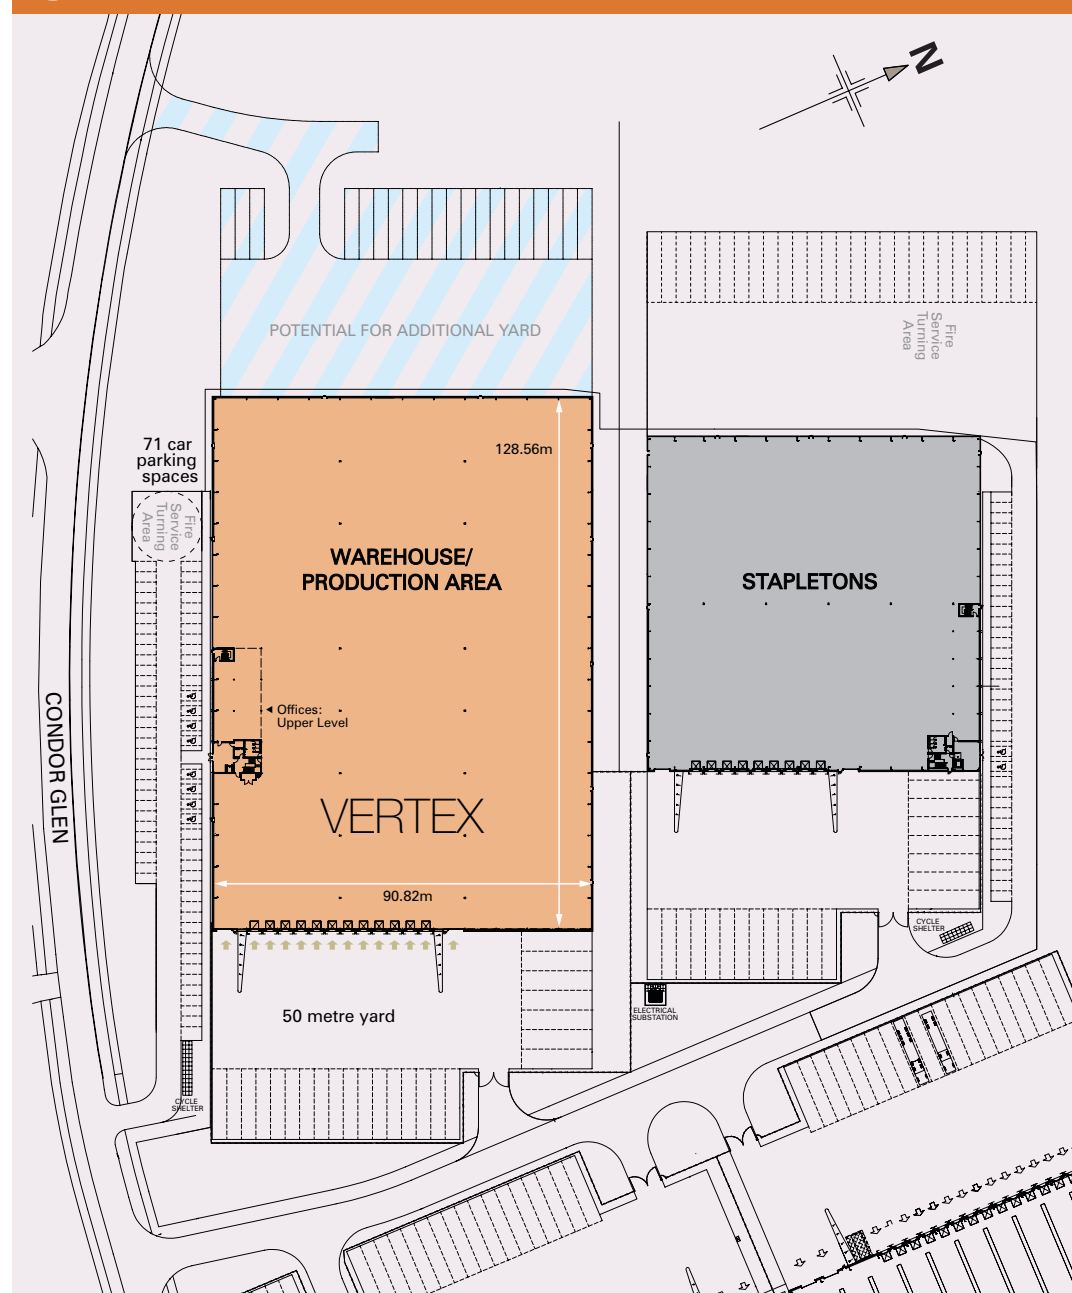 N
POTENTIAL FOR ADDITIONAL YARD
Fire
Service
Turning
Area
128.56m
71 car
parking
spaces
Fire
Service
Turning
Area
WAREHOUSE/
PRODUCTION AREA
STAPLETONS
Offices:
Upper Level
CONDOR GLEN
VERTEX
90.82m
CYCLE
SHELTER
50 metre yard
ELECTRICAL
SUBSTATION
CYCLE
SHELTER